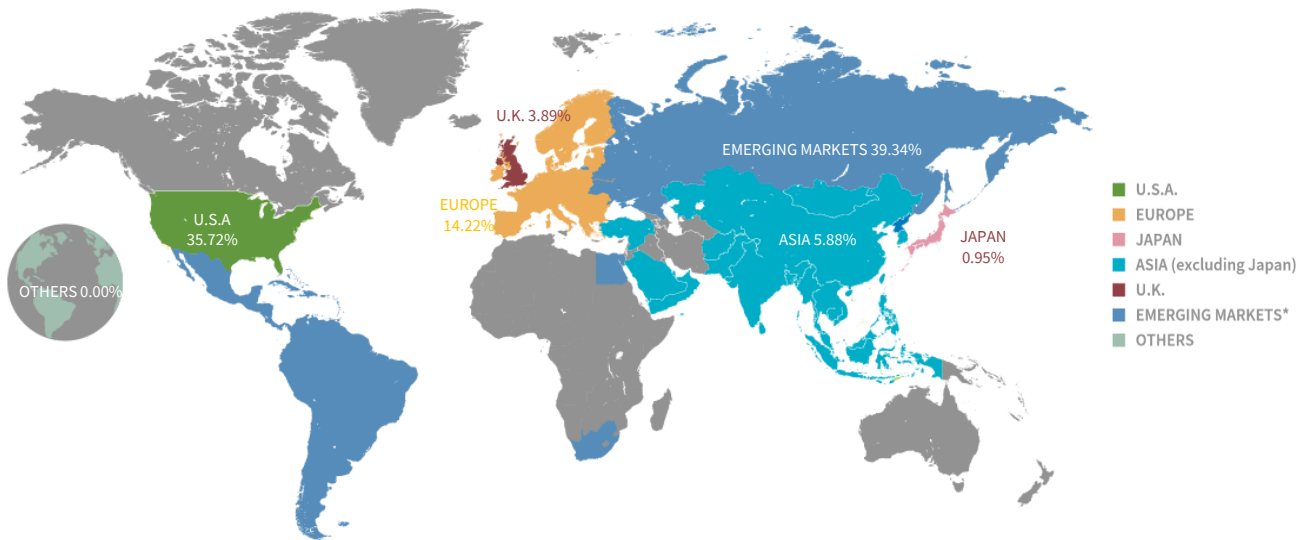 U.K. 3.89%
EMERGING MARKETS 39.34%
EUROPE
14.22%
U.S.A
35.72%
ASIA 5.88%
JAPAN
0.95%
OTHERS 0.00%
U.S.A.
EUROPE
JAPAN
ASIA (excluding Japan)
U.K.
EMERGING MARKETS*
OTHERS